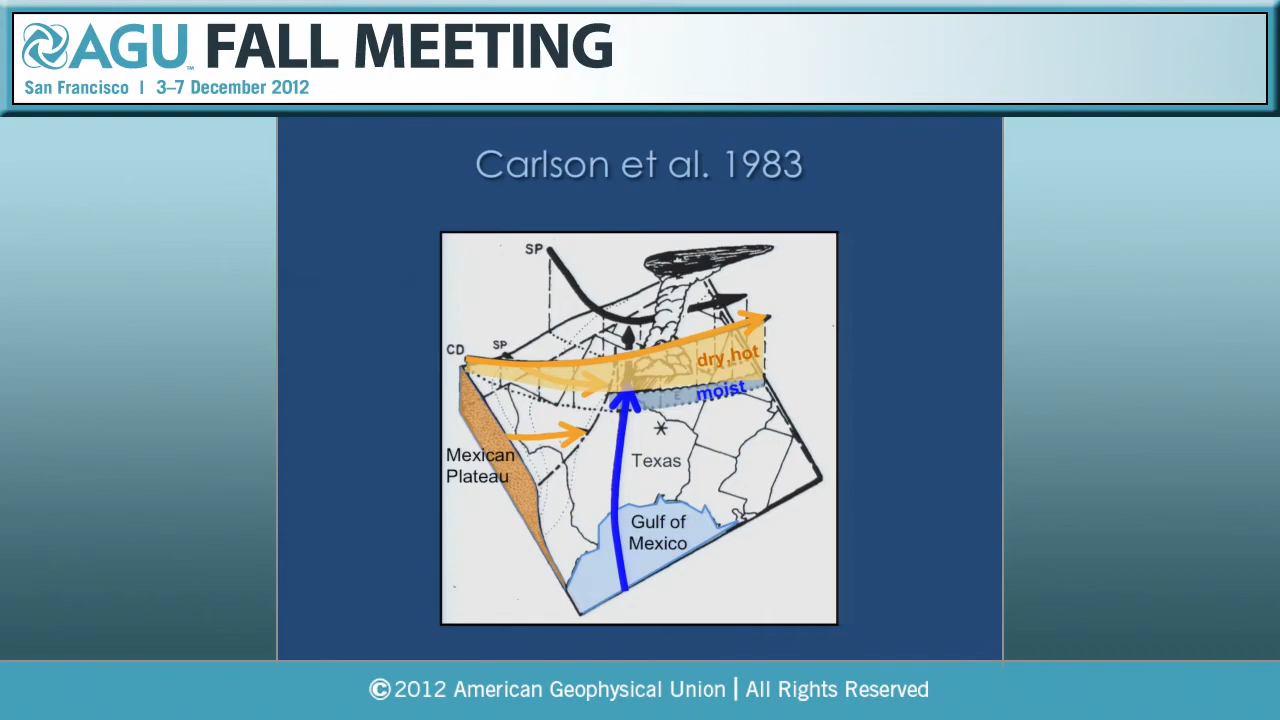 AGU™ FALL MEETING
San Francisco | 3–7 December 2012
Carlson et al. 1983
SP
CD
SP
dry,hot
E
moist
Mexican
Plateau
Texas
Gulf of
Mexico
©2012 American Geophysical Union | All Rights Reserved